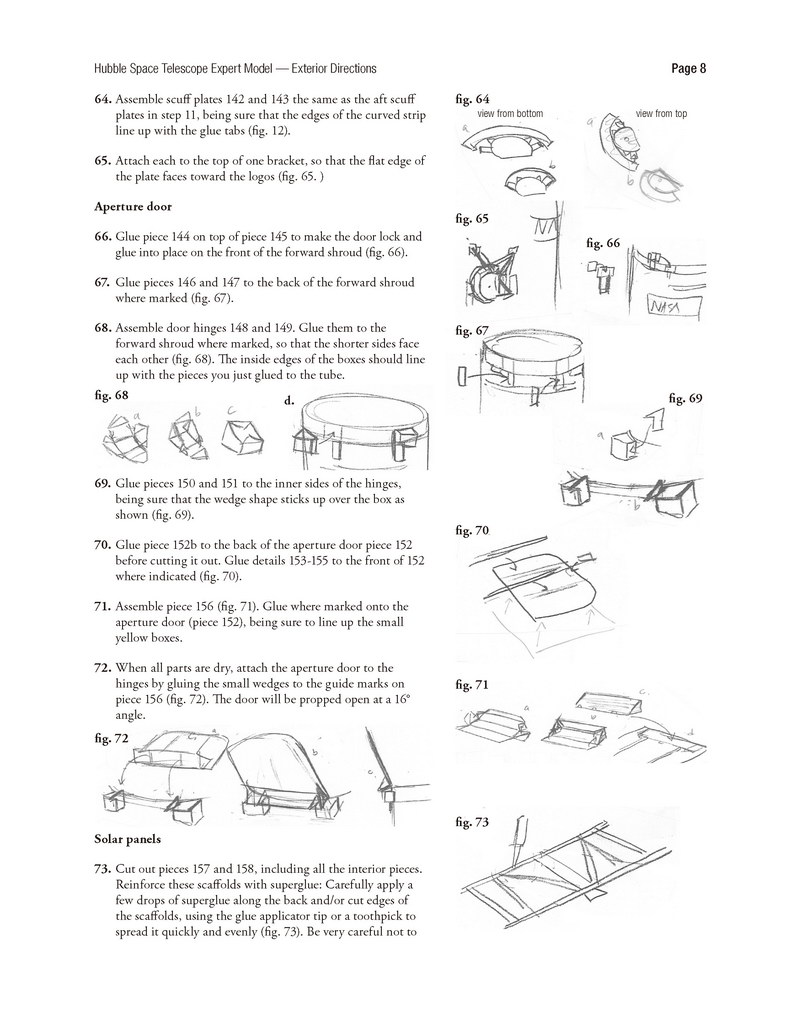 Hubble Space Telescope Expert Model — Exterior Directions
Page 8
64. Assemble scuff plates 142 and 143 the same as the aft scuff
plates in step 11, being sure that the edges of the curved strip
line up with the glue tabs (fig. 12).
65. Attach each to the top of one bracket, so that the flat edge of
the plate faces toward the logos (fig. 65. )
Aperture door
66. Glue piece 144 on top of piece 145 to make the door lock and
glue into place on the front of the forward shroud (fig. 66).
67. Glue pieces 146 and 147 to the back of the forward shroud
where marked (fig. 67).
68. Assemble door hinges 148 and 149. Glue them to the
forward shroud where marked, so that the shorter sides face
each other (fig. 68). The inside edges of the boxes should line
up with the pieces you just glued to the tube.
fig. 68
a
b
c
d.
69. Glue pieces 150 and 151 to the inner sides of the hinges,
being sure that the wedge shape sticks up over the box as
shown (fig. 69).
70. Glue piece 152b to the back of the aperture door piece 152
before cutting it out. Glue details 153-155 to the front of 152
where indicated (fig. 70).
71. Assemble piece 156 (fig. 71). Glue where marked onto the
aperture door (piece 152), being sure to line up the small
yellow boxes.
72. When all parts are dry, attach the aperture door to the
hinges by gluing the small wedges to the guide marks on
piece 156 (fig. 72). The door will be propped open at a 16°
angle.
fig. 72
a
b
c
Solar panels
73. Cut out pieces 157 and 158, including all the interior pieces.
Reinforce these scaffolds with superglue: Carefully apply a
few drops of superglue along the back and/or cut edges of
the scaffolds, using the glue applicator tip or a toothpick to
spread it quickly and evenly (fig. 73). Be very careful not to
fig. 64
view from bottom
view from top
a
b
a
b
fig. 65
fig. 66
NASA
fig. 67
fig. 69
a
b
fig. 70
fig. 71
a
c.
d
fig. 73